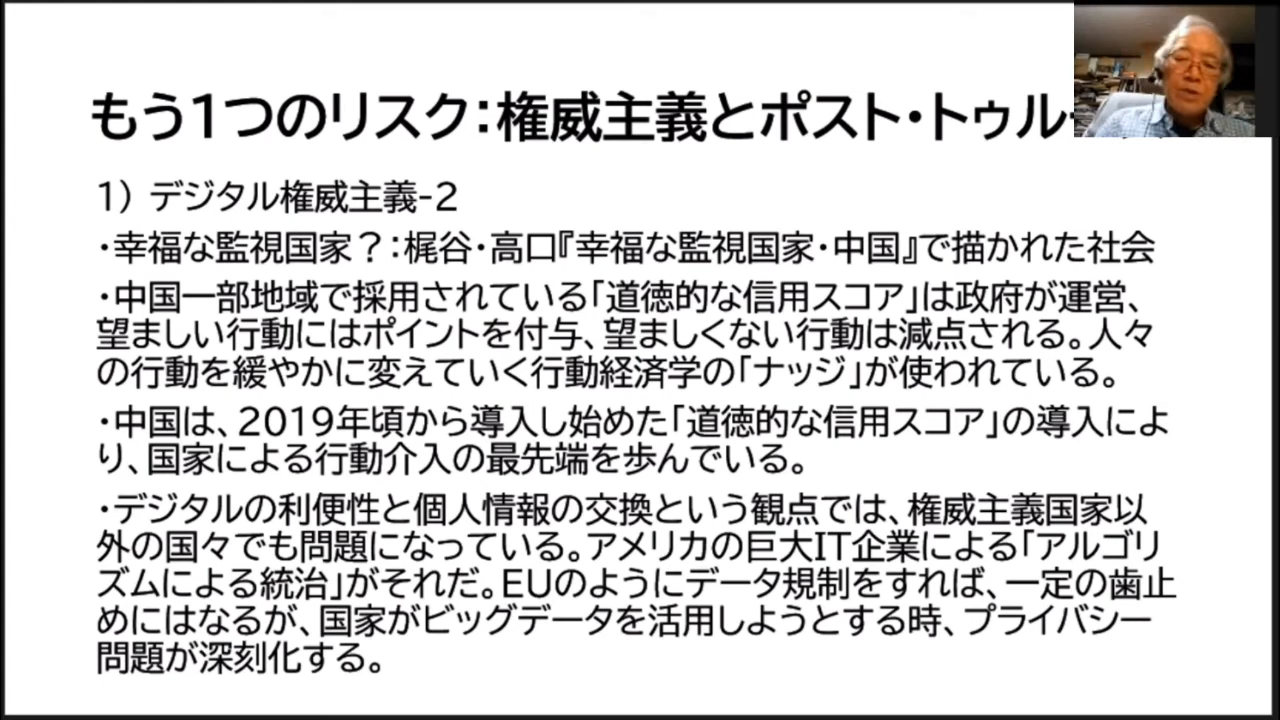 もう1つのリスク：権威主義とポスト・トゥル
1） デジタル権威主義-2
・幸福な監視国家？：梶谷・高口『幸福な監視国家・中国』で描かれた社会
・中国一部地域で採用されている「道徳的な信用スコア」は政府が運営、
望ましい行動にはポイントを付与、望ましくない行動は減点される。人々
の行動を緩やかに変えていく行動経済学の「ナッジ」が使われている。
・中国は、2019年頃から導入し始めた「道徳的な信用スコア」の導入によ
り、国家による行動介入の最先端を歩んでいる。
・デジタルの利便性と個人情報の交換という観点では、権威主義国家以
外の国々でも問題になっている。アメリカの巨大IT企業による「アルゴリ
ズムによる統治」がそれだ。EUのようにデータ規制をすれば、一定の歯止
めにはなるが、国家がビッグデータを活用しようとする時、プライバシー
問題が深刻化する。